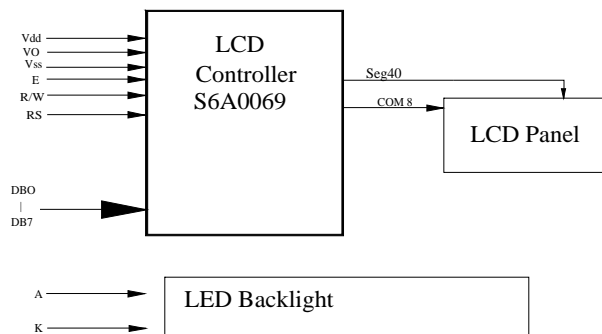 Vdd
VO
Vss
E
R/W
RS
DBO
|
DB7
LCD
Controller
S6A0069
Seg40
COM 8
LCD Panel
A
K
LED Backlight